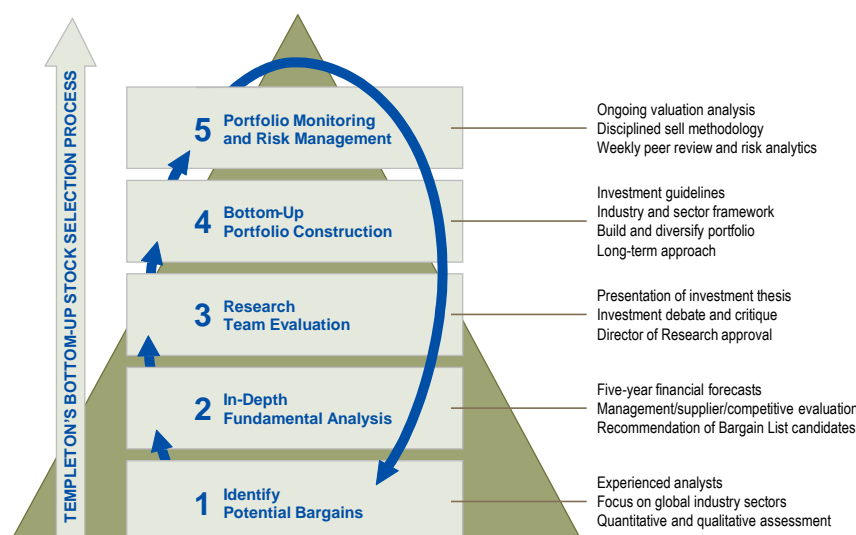 TEMPLETON'S BOTTOM-UP STOCK SELECTION PROCESS
5 Portfolio Monitoring
and Risk Management
Ongoing valuation analysis
Disciplined sell methodology
Weekly peer review and risk analytics
4 Bottom-Up
Portfolio Construction
Investment guidelines
Industry and sector framework
Build and diversify portfolio
Long-term approach
3 Research
Team Evaluation
Presentation of investment thesis
Investment debate and critique
Director of Research approval
2 In-Depth
Fundamental Analysis
Five-year financial forecasts
Management/supplier/competitive evaluation
Recommendation of Bargain List candidates
1 Identify
Potential Bargains
Experienced analysts
Focus on global industry sectors
Quantitative and qualitative assessment